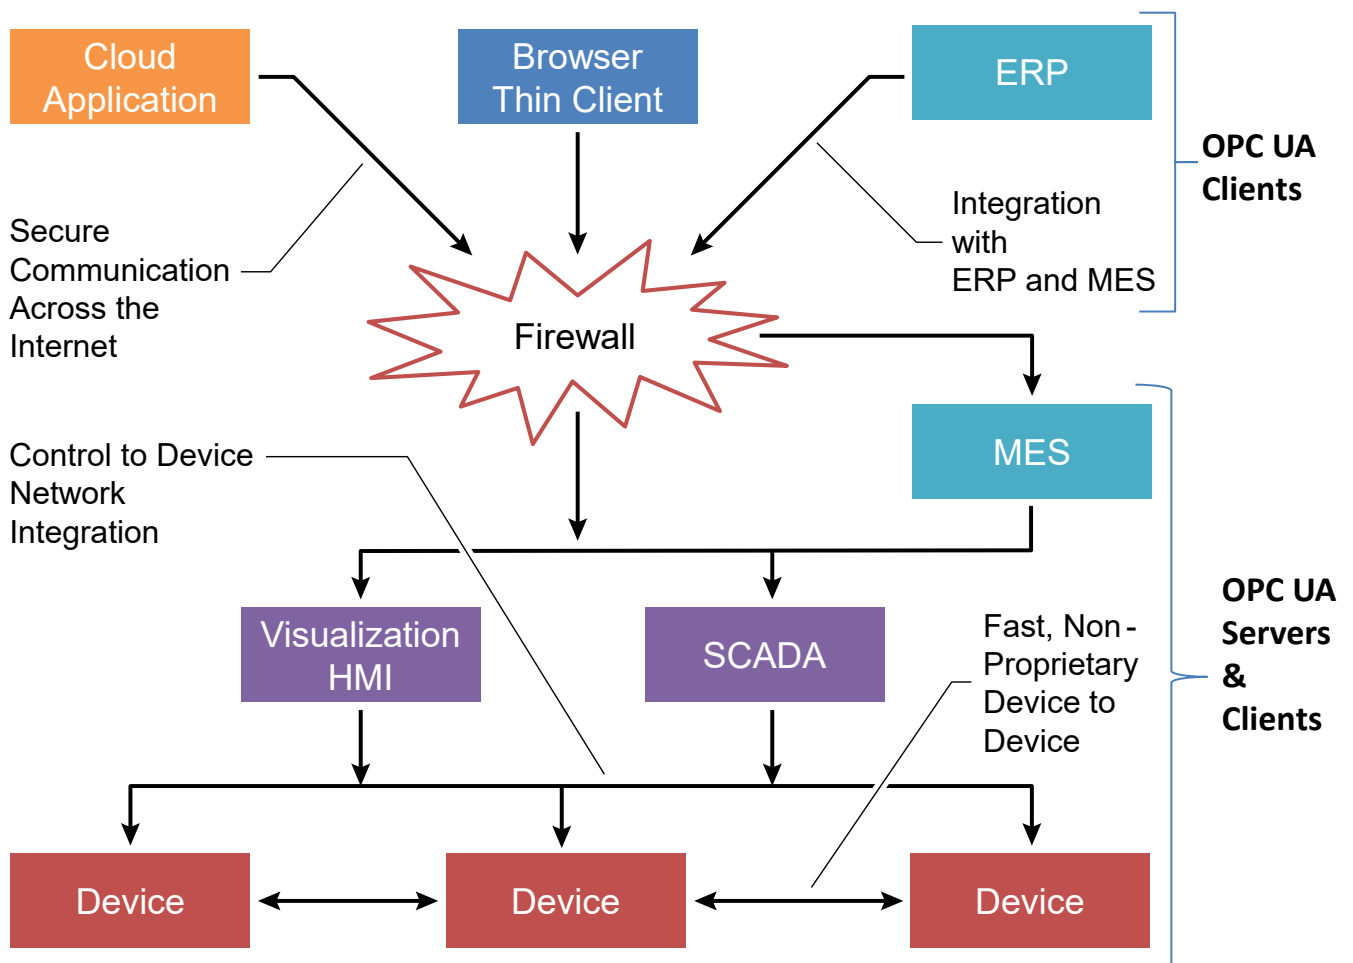 Cloud
Application
Browser
Thin Client
ERP
OPC UA
Clients
Secure
Communication
Across the
Internet
Integration
with
ERP and MES
Firewall
MES
Control to Device
Network
Integration
Visualization
HMI
SCADA
Fast, Non-
Proprietary
Device to
Device
OPC UA
Servers
&
Clients
Device
Device
Device